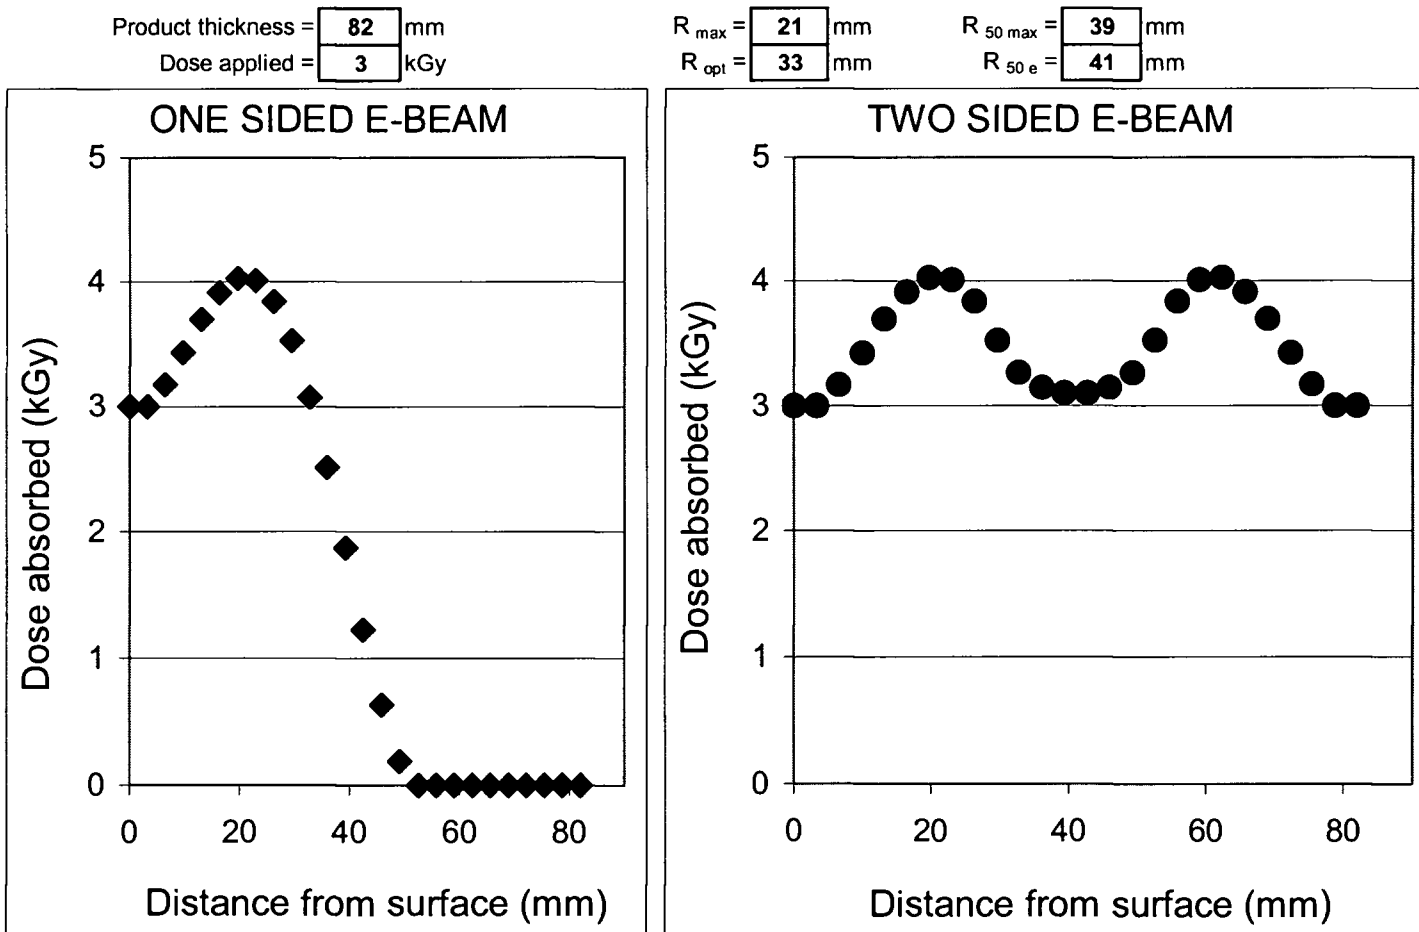 Product thickness = 82 mm
Dose applied = 3 kGy
R max = 21 mm
R opt = 33 mm
R 50 max = 39 mm
R 50 e = 41 mm
ONE SIDED E-BEAM
5
4
3
2
1
0
0 20 40 60 80
Dose absorbed (kGy)
Distance from surface (mm)
TWO SIDED E-BEAM
5
4
3
2
1
0
0 20 40 60 80
Dose absorbed (kGy)
Distance from surface (mm)